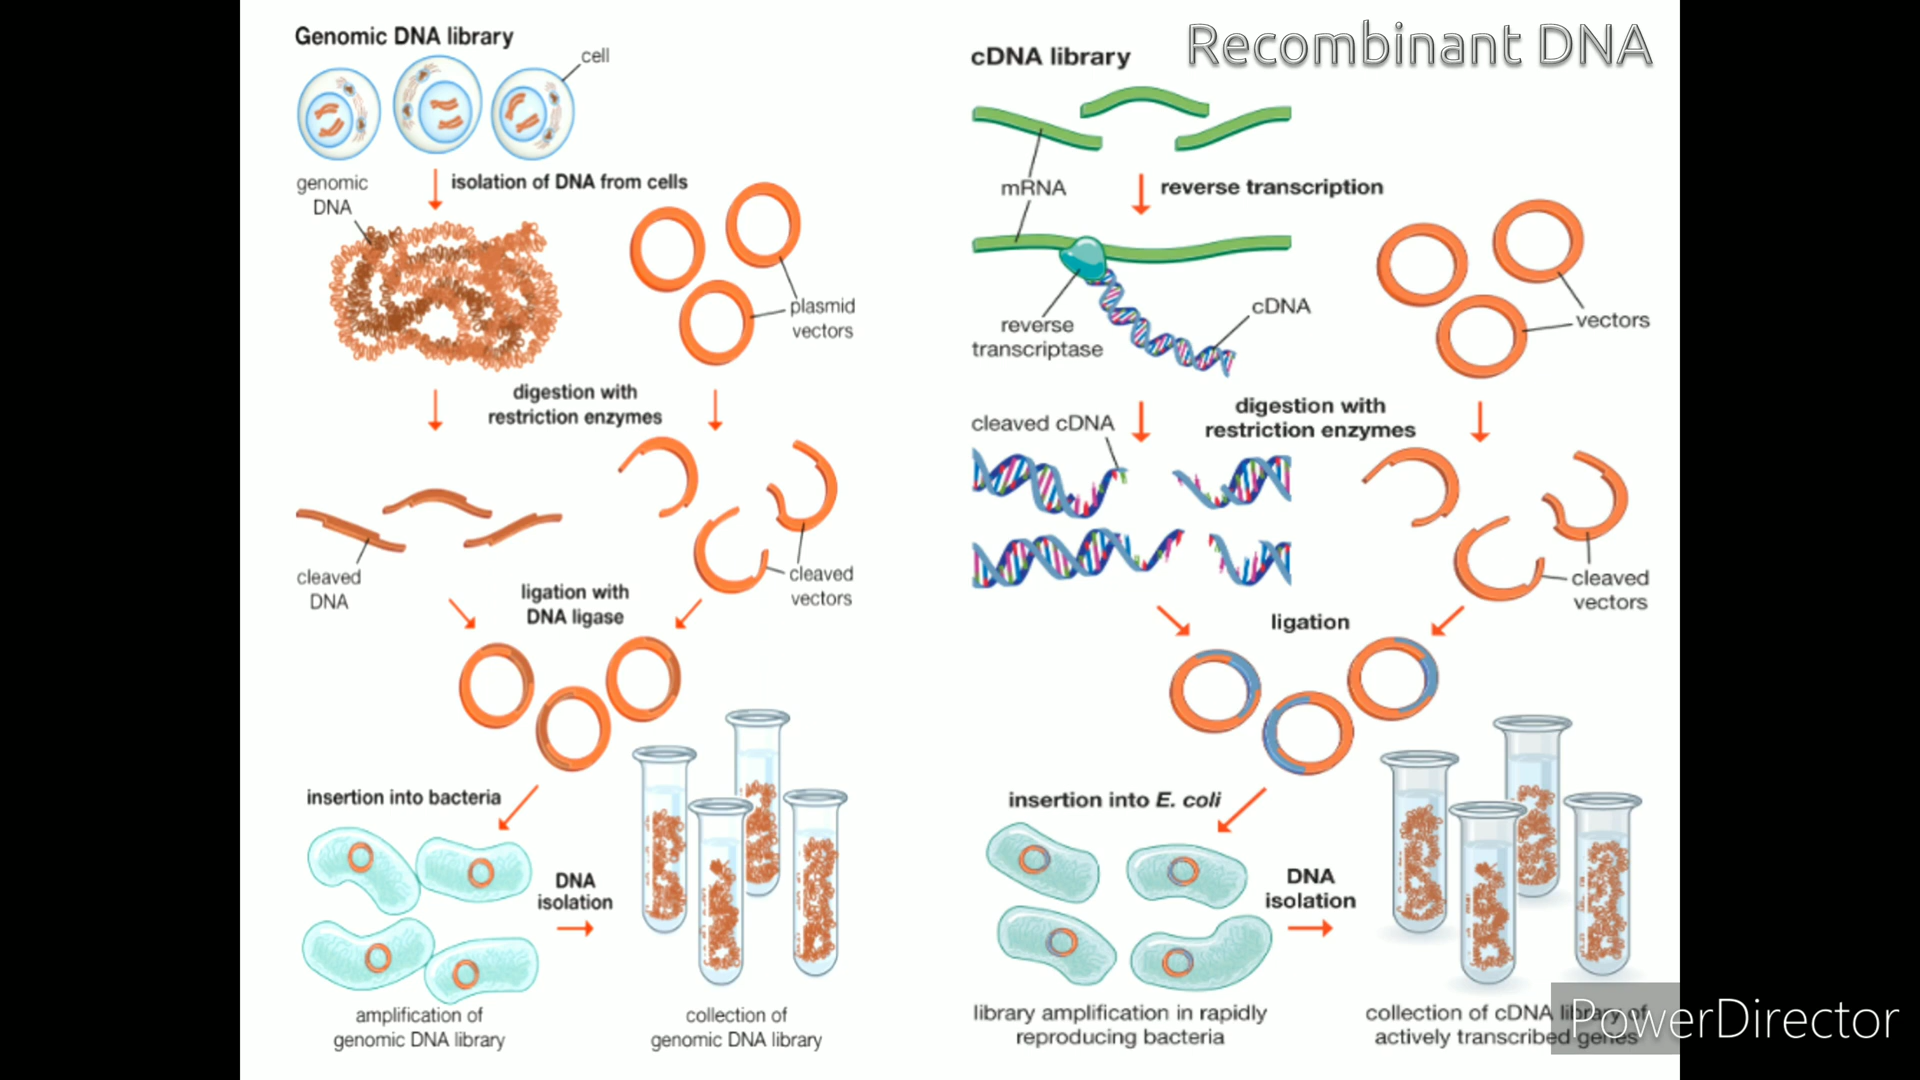 Recombinant DNA
Genomic DNA library
cell
genomic
DNA
isolation of DNA from cells
plasmid
vectors
digestion with
restriction enzymes
cleaved
DNA
ligation with
DNA ligase
cleaved
vectors
insertion into bacteria
DNA
isolation
amplification of
genomic DNA library
collection of
genomic DNA library
cDNA library
mRNA
reverse transcription
reverse
transcriptase
cDNA
vectors
cleaved cDNA
digestion with
restriction enzymes
ligation
cleaved
vectors
insertion into E. coli
DNA
isolation
library amplification in rapidly
reproducing bacteria
collection of cDNA library of
actively transcribed genes
PowerDirector